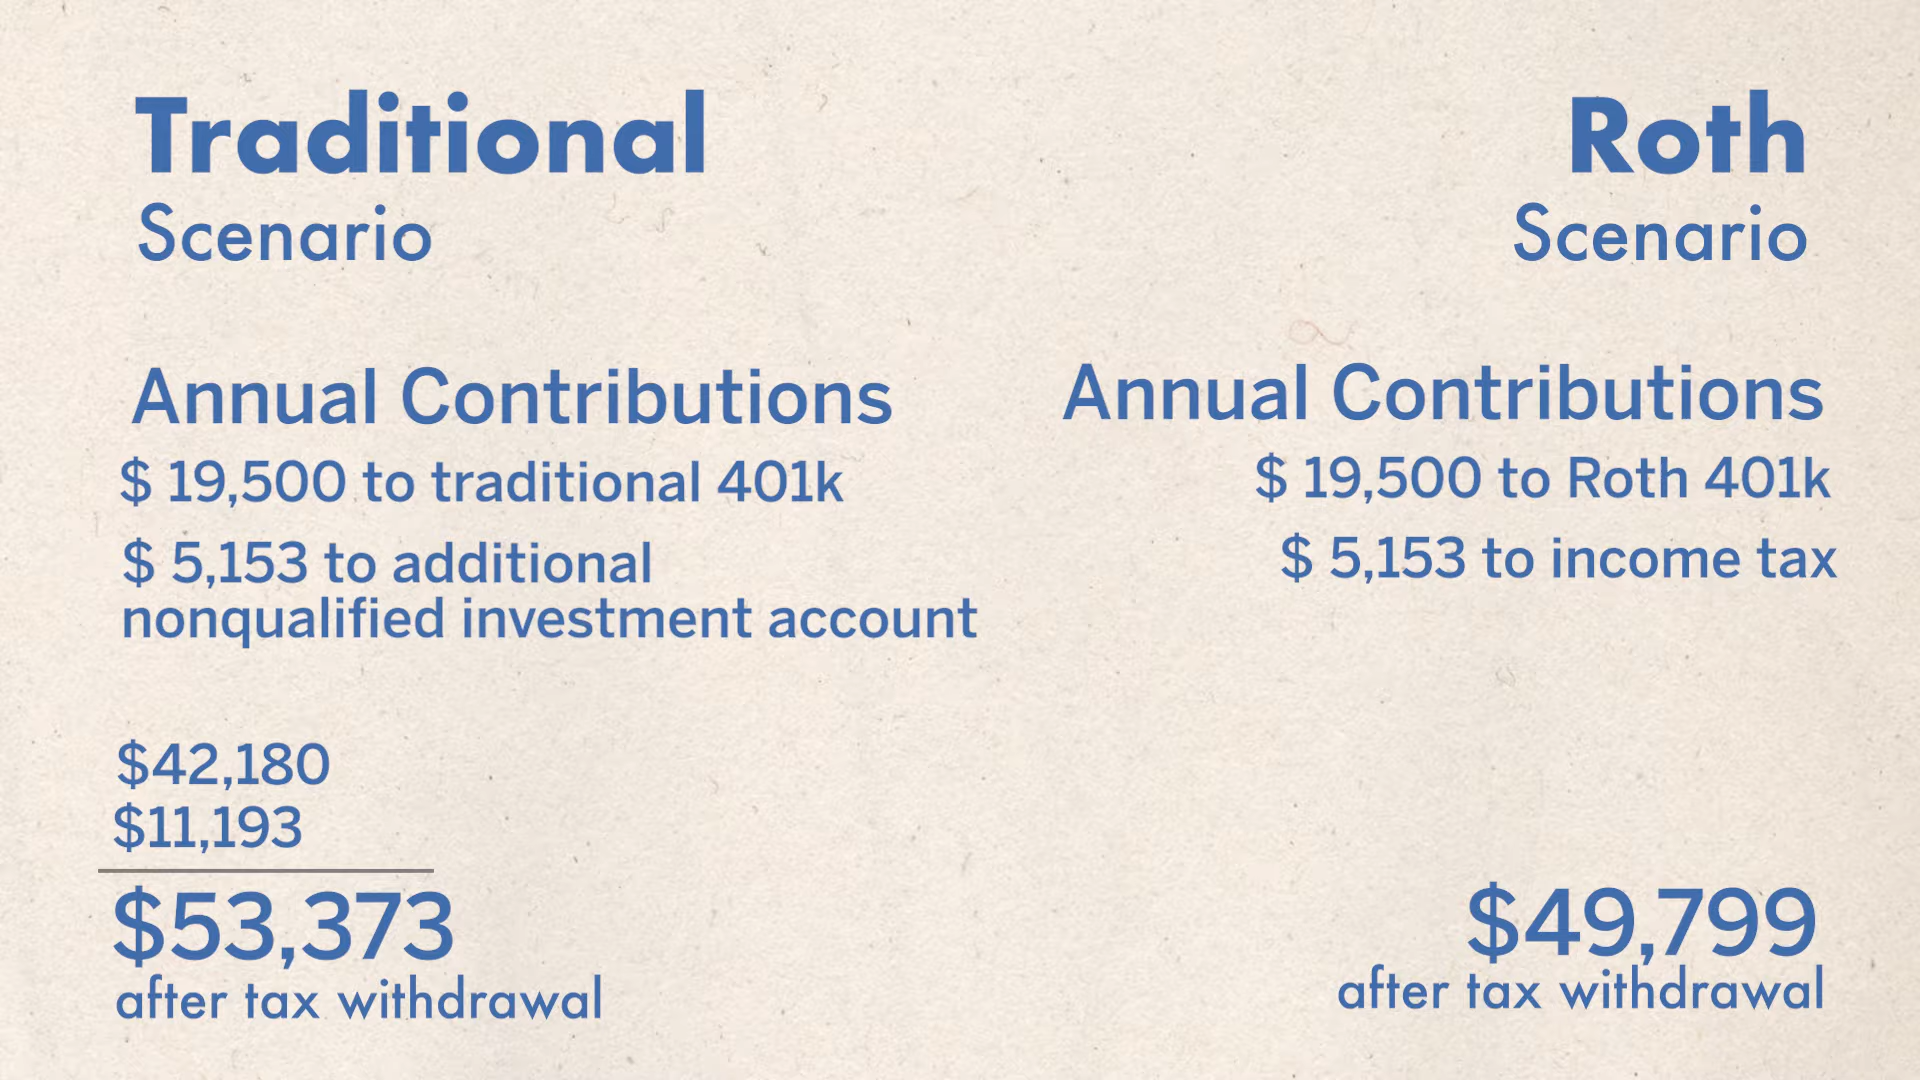 Traditional
Scenario
Annual Contributions
$ 19,500 to traditional 401k
$ 5,153 to additional
nonqualified investment account
$42,180
$11,193
$53,373
after tax withdrawal
Roth
Scenario
Annual Contributions
$ 19,500 to Roth 401k
$ 5,153 to income tax
$49,799
after tax withdrawal